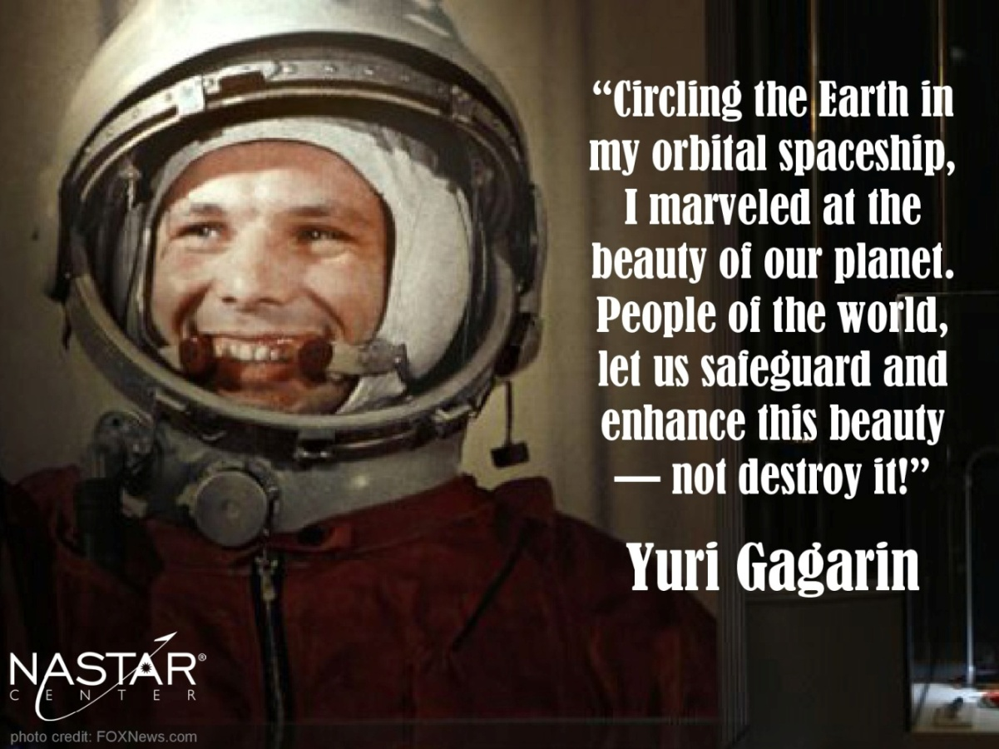 “Circling the Earth in
my orbital spaceship,
I marveled at the
beauty of our planet.
People of the world,
let us safeguard and
enhance this beauty
— not destroy it!”
Yuri Gagarin
NASTAR®
CENTER
photo credit: FOXNews.com